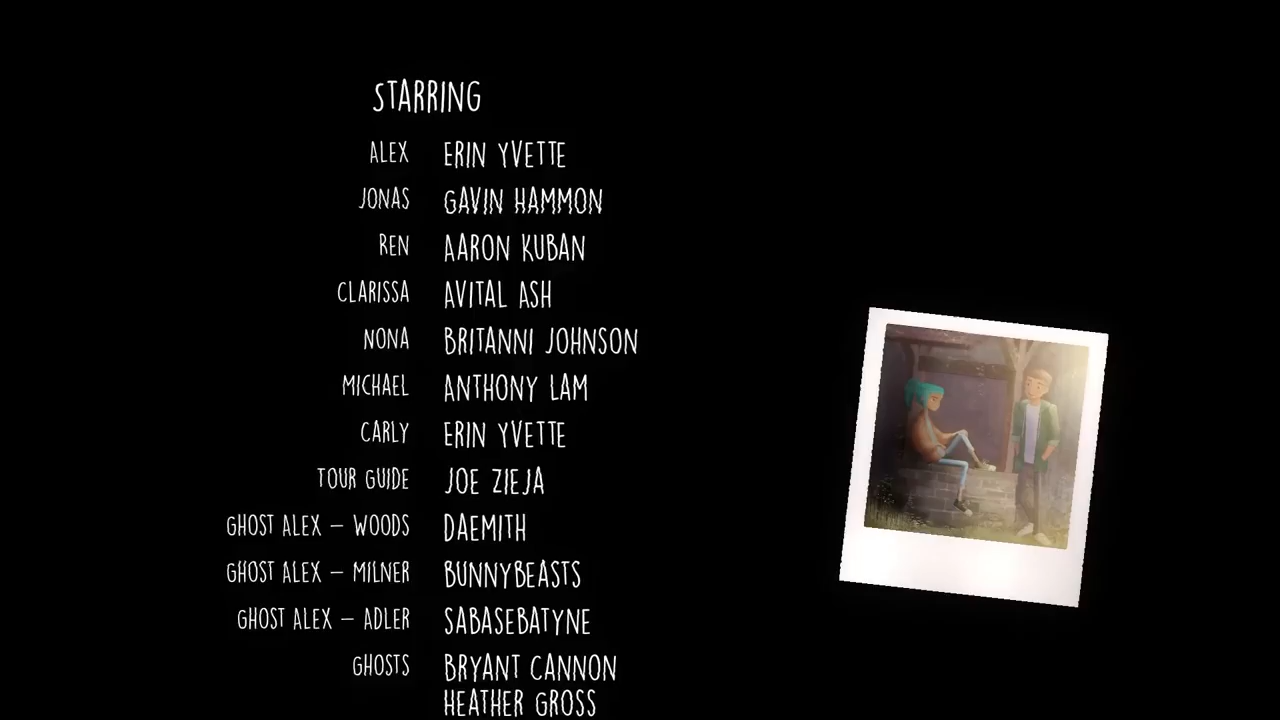 STARRING
ALEX ERIN YVETTE
JONAS GAVIN HAMMON
REN AARON KUBAN
CLARISSA AVITAL ASH
NONA BRITANNI JOHNSON
MICHAEL ANTHONY LAM
CARLY ERIN YVETTE
TOUR GUIDE JOE ZIEJA
GHOST ALEX – WOODS DAEMITH
GHOST ALEX – MILNER BUNNYBEASTS
GHOST ALEX – ADLER SABASEBATYNE
GHOSTS BRYANT CANNON
HEATHER GROSS